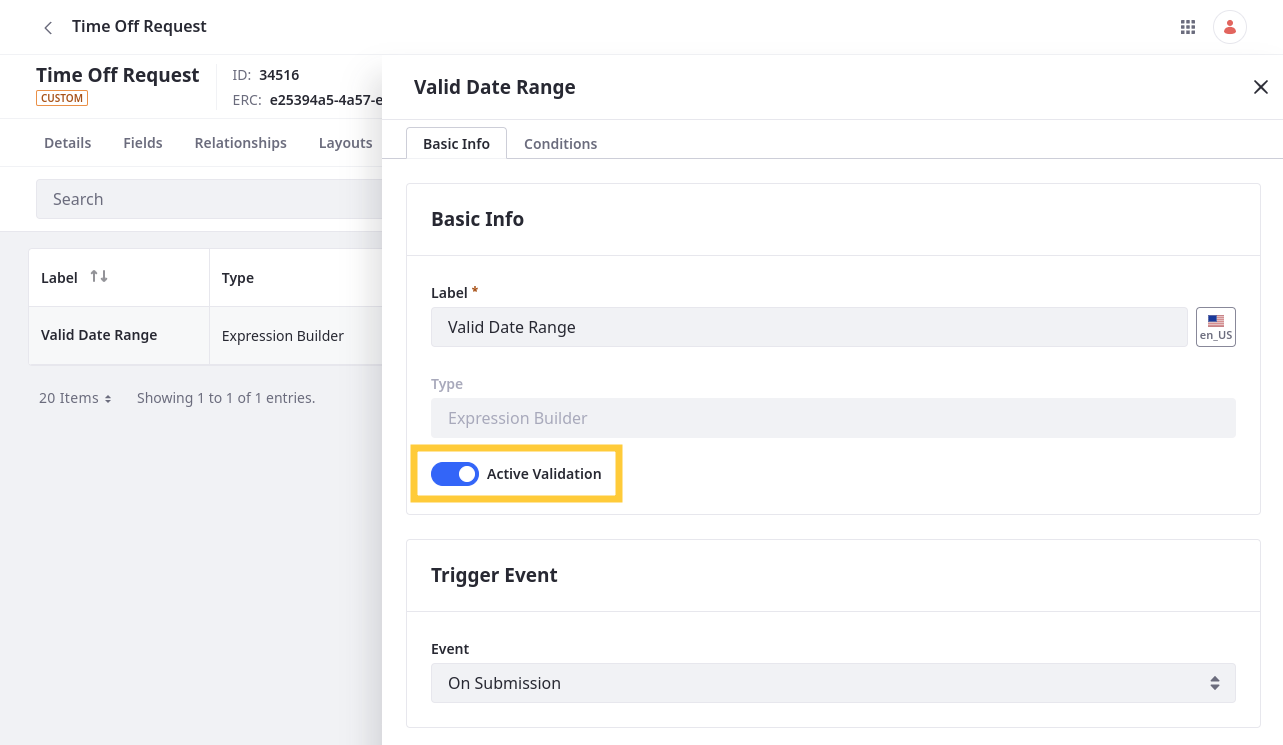 Time Off Request
Time Off Request
CUSTOM
ID: 34516
ERC: e25394a5-4a57-e
Details Fields Relationships Layouts
Search
Label Type
Valid Date Range Expression Builder
20 Items Showing 1 to 1 of 1 entries.
Valid Date Range
Basic Info Conditions
Basic Info
Label *
Valid Date Range
en_US
Type
Expression Builder
Active Validation
Trigger Event
Event
On Submission